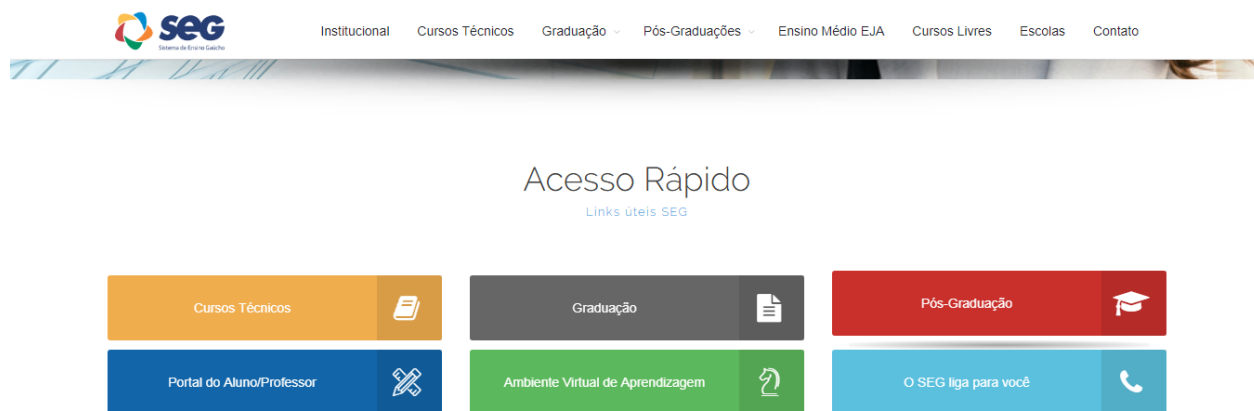 seg
Sistema de Ensino Gaúcho
Institucional Cursos Técnicos Graduação Pós-Graduações Ensino Médio EJA Cursos Livres Escolas Contato
Acesso Rápido
Links úteis SEG
Cursos Técnicos
Graduação
Pós-Graduação
Portal do Aluno/Professor
Ambiente Virtual de Aprendizagem
O SEG liga para você